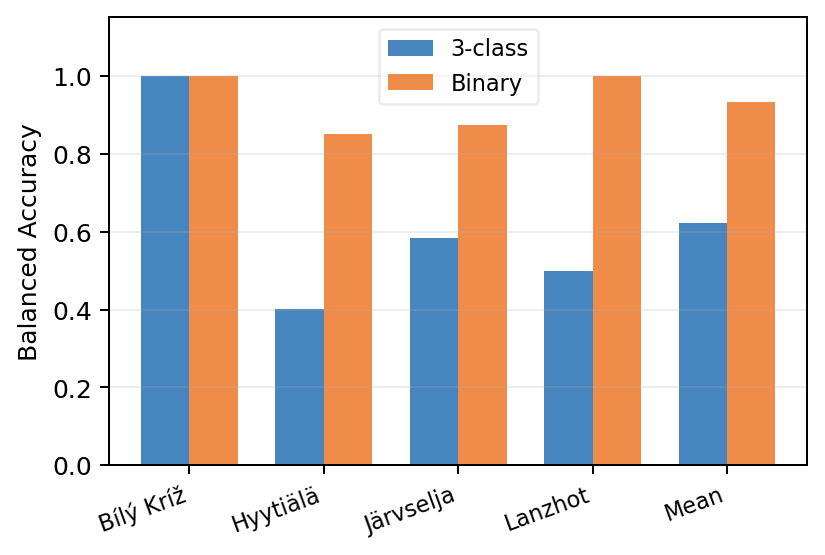 3-class
Binary
Balanced Accuracy
1.0
0.8
0.6
0.4
0.2
0.0
Bílý Kríž
Hyytiälä
Järvselja
Lanzhot
Mean